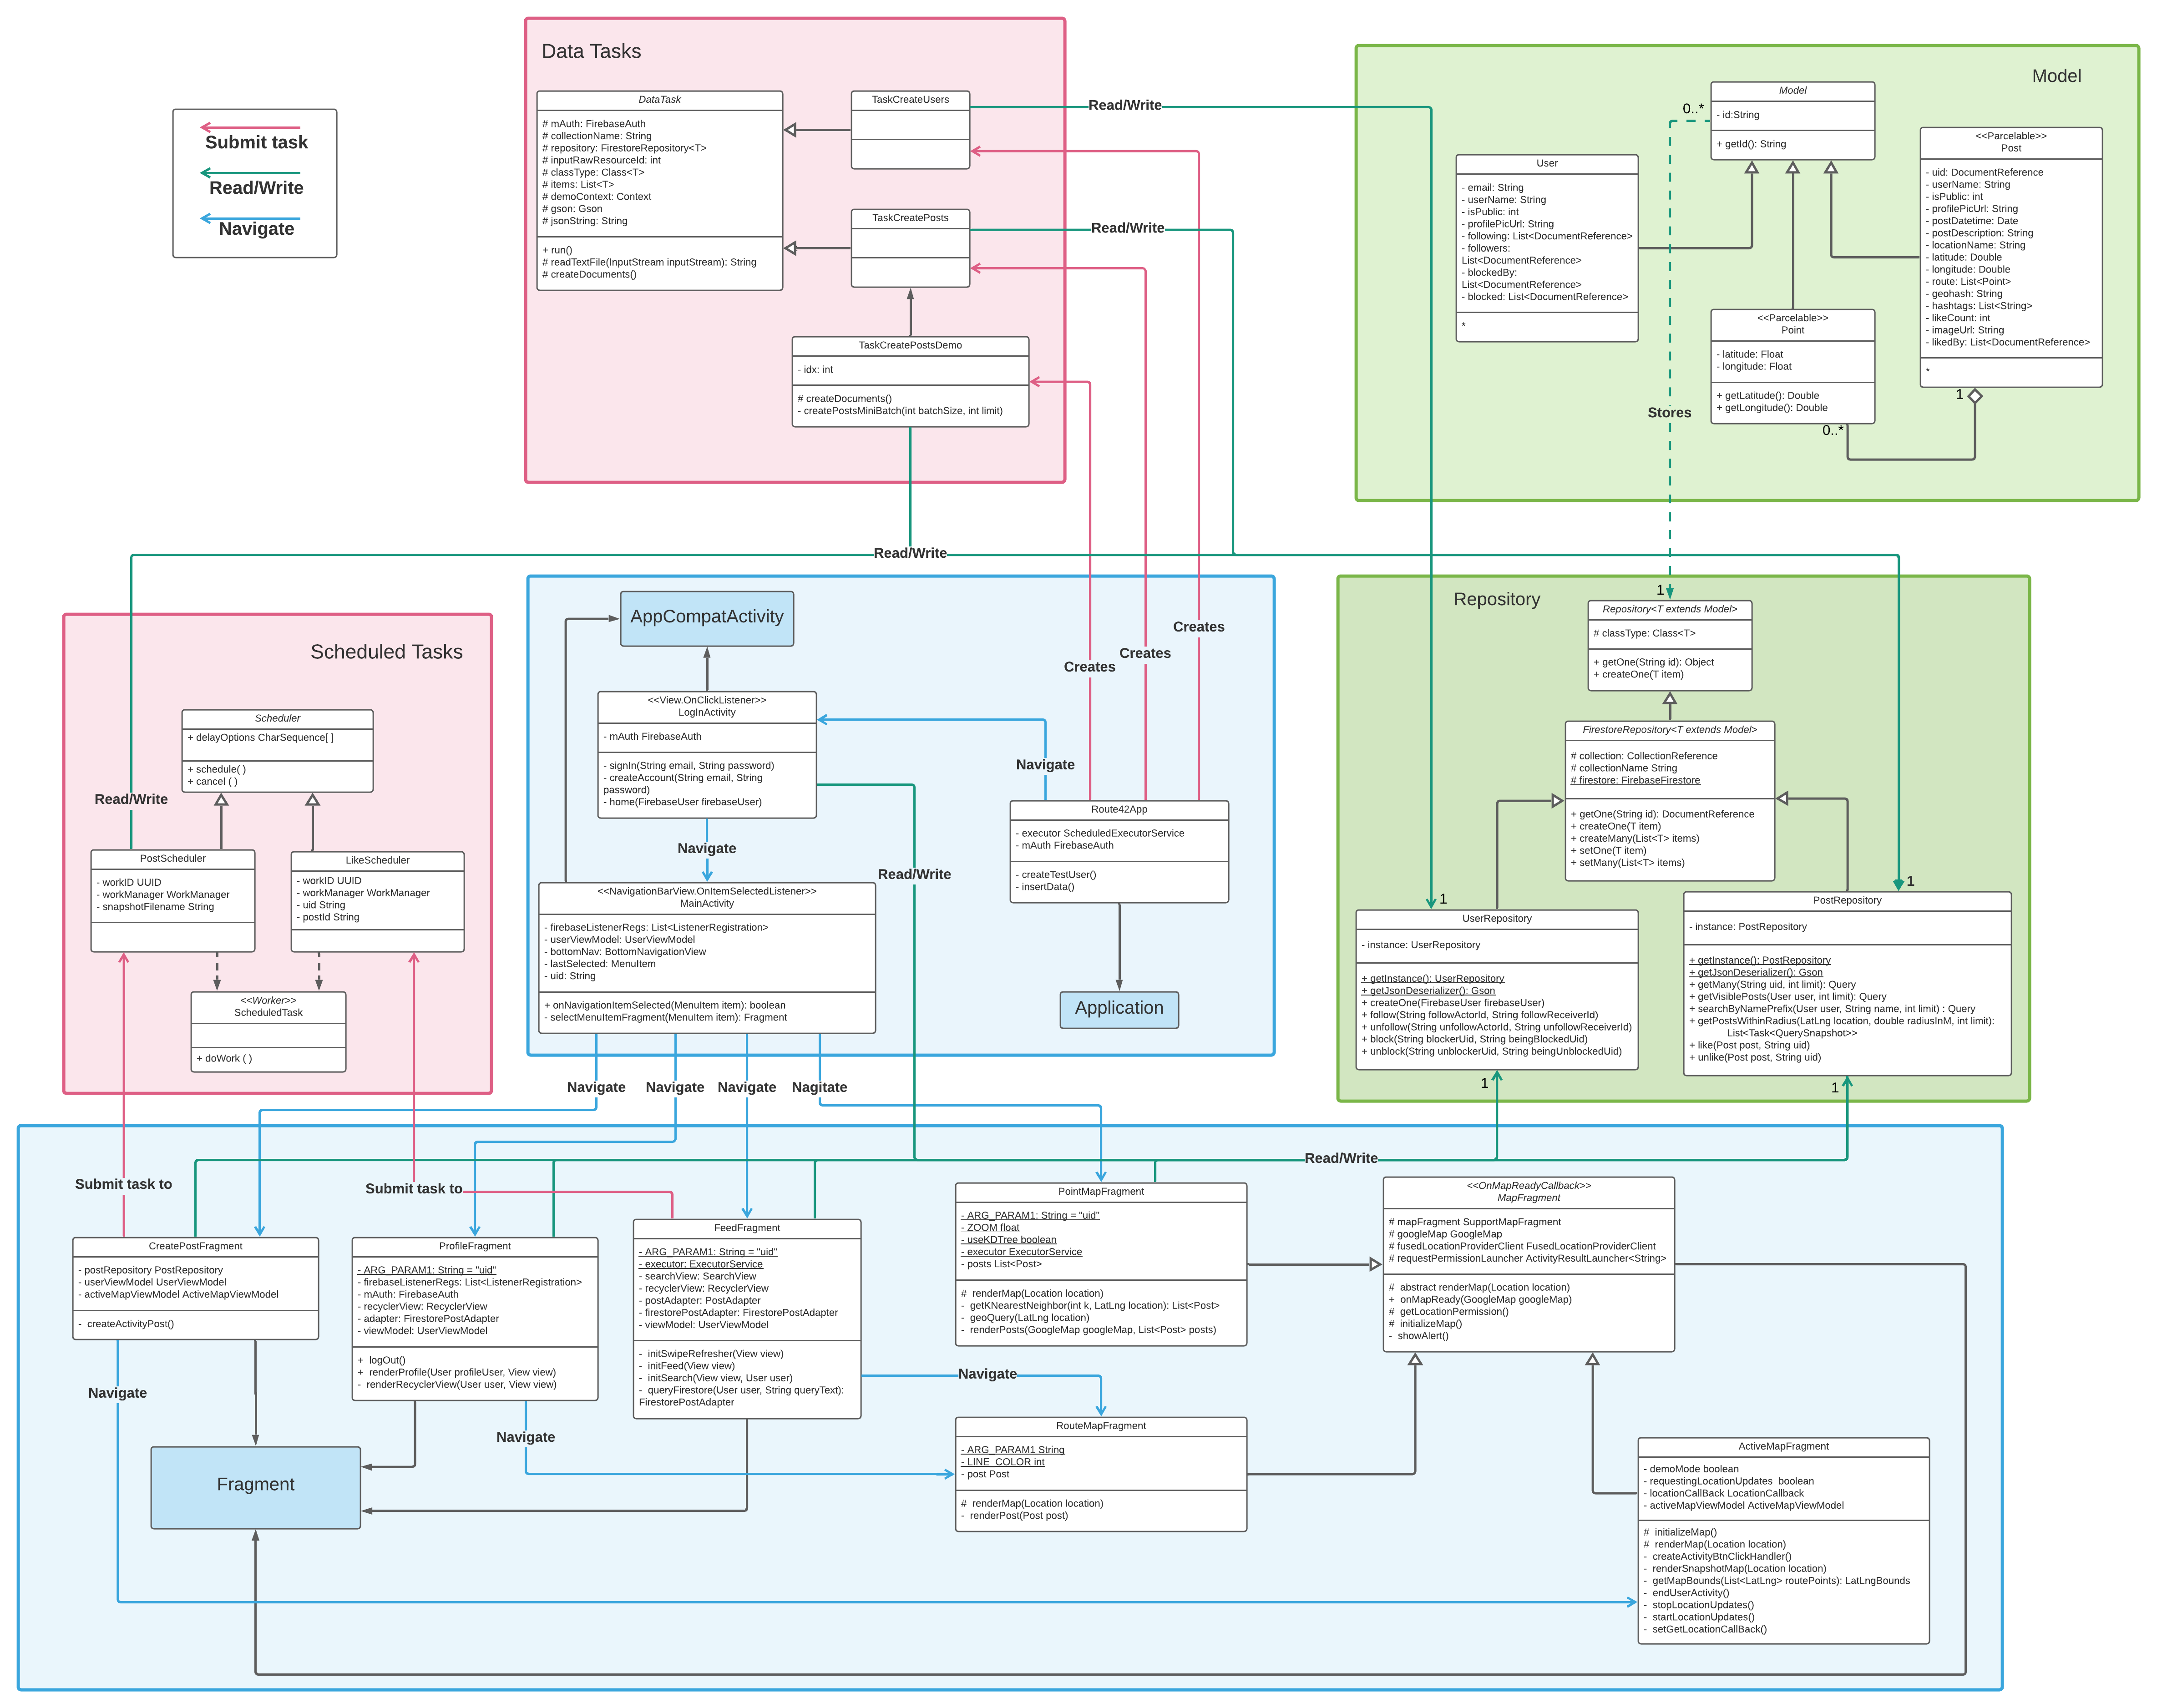 Submit task
Read/Write
Navigate
Data Tasks
DataTask
# mAuth: FirebaseAuth
# collectionName: String
# repository: FirestoreRepository<T>
# inputRawResourceId: int
# classType: Class<T>
# items: List<T>
# demoContext: Context
# gson: Gson
# jsonString: String
+ run()
# readTextFile(InputStream inputStream): String
# createDocuments()
TaskCreateUsers
TaskCreatePosts
TaskCreatePostsDemo
- idx: int
# createDocuments()
- createPostsMiniBatch(int batchSize, int limit)
Read/Write
Read/Write
Read/Write
Model
Model
- id:String
+ getId(): String
0..*
User
- email: String
- userName: String
- isPublic: int
- profilePicUrl: String
- following: List<DocumentReference>
- followers:
List<DocumentReference>
- blockedBy:
List<DocumentReference>
- blocked: List<DocumentReference>
*
<<Parcelable>>
Point
- latitude: Float
- longitude: Float
+ getLatitude(): Double
+ getLongitude(): Double
0..*
<<Parcelable>>
Post
- uid: DocumentReference
- userName: String
- isPublic: int
- profilePicUrl: String
- postDatetime: Date
- postDescription: String
- locationName: String
- latitude: Double
- longitude: Double
- route: List<Point>
- geohash: String
- hashtags: List<String>
- likeCount: int
- imageUrl: String
- likedBy: List<DocumentReference>
*
1
Stores
Scheduled Tasks
Scheduler
+ delayOptions CharSequence[ ]
+ schedule( )
+ cancel ( )
Read/Write
PostScheduler
- workID UUID
- workManager WorkManager
- snapshotFilename String
LikeScheduler
- workID UUID
- workManager WorkManager
- uid String
- postId String
<<Worker>>
ScheduledTask
+ doWork ( )
AppCompatActivity
<<View.OnClickListener>>
LogInActivity
- mAuth FirebaseAuth
- signIn(String email, String password)
- createAccount(String email, String
password)
- home(FirebaseUser firebaseUser)
Navigate
<<NavigationBarView.OnItemSelectedListener>>
MainActivity
- firebaseListenerRegs: List<ListenerRegistration>
- userViewModel: UserViewModel
- bottomNav: BottomNavigationView
- lastSelected: MenuItem
- uid: String
+ onNavigationItemSelected(MenuItem item): boolean
- selectMenuItemFragment(MenuItem item): Fragment
Read/Write
Navigate
Creates
Creates
Creates
Route42App
- executor ScheduledExecutorService
- mAuth FirebaseAuth
- createTestUser()
- insertData()
Application
Repository
1
Repository<T extends Model>
# classType: Class<T>
+ getOne(String id): Object
+ createOne(T item)
FirestoreRepository<T extends Model>
# collection: CollectionReference
# collectionName String
# firestore: FirebaseFirestore
+ getOne(String id): DocumentReference
+ createOne(T item)
+ createMany(List<T> items)
+ setOne(T item)
+ setMany(List<T> items)
1
UserRepository
- instance: UserRepository
+ getInstance(): UserRepository
+ getJsonDeserializer(): Gson
+ createOne(FirebaseUser firebaseUser)
+ follow(String followActorId, String followReceiverId)
+ unfollow(String unfollowActorId, String unfollowReceiverId)
+ block(String blockerUid, String beingBlockedUid)
+ unblock(String unblockerUid, String beingUnblockedUid)
1
1
PostRepository
- instance: PostRepository
+ getInstance(): PostRepository
+ getJsonDeserializer(): Gson
+ getMany(String uid, int limit): Query
+ getVisiblePosts(User user, int limit): Query
+ searchByNamePrefix(User user, String name, int limit) : Query
+ getPostsWithinRadius(LatLng location, double radiusInM, int limit):
List<Task<QuerySnapshot>>
+ like(Post post, String uid)
+ unlike(Post post, String uid)
1
Navigate
Navigate
Navigate
Nagitate
Submit task to
Submit task to
Read/Write
CreatePostFragment
- postRepository PostRepository
- userViewModel UserViewModel
- activeMapViewModel ActiveMapViewModel
- createActivityPost()
Navigate
ProfileFragment
- ARG_PARAM1: String = "uid"
- firebaseListenerRegs: List<ListenerRegistration>
- mAuth: FirebaseAuth
- recyclerView: RecyclerView
- adapter: FirestorePostAdapter
- viewModel: UserViewModel
+ logOut()
+ renderProfile(User profileUser, View view)
- renderRecyclerView(User user, View view)
Navigate
FeedFragment
- ARG_PARAM1: String = "uid"
- executor: ExecutorService
- searchView: SearchView
- recyclerView: RecyclerView
- postAdapter: PostAdapter
- firestorePostAdapter: FirestorePostAdapter
- viewModel: UserViewModel
- initSwipeRefresher(View view)
- initFeed(View view)
- initSearch(View view, User user)
- queryFirestore(User user, String queryText):
FirestorePostAdapter
Navigate
PointMapFragment
- ARG_PARAM1: String = "uid"
- ZOOM float
- useKDTree boolean
- executor ExecutorService
- posts List<Post>
# renderMap(Location location)
- getKNearestNeighbor(int k, LatLng location): List<Post>
- geoQuery(LatLng location)
- renderPosts(GoogleMap googleMap, List<Post> posts)
<<OnMapReadyCallback>>
MapFragment
# mapFragment SupportMapFragment
# googleMap GoogleMap
# fusedLocationProviderClient FusedLocationProviderClient
# requestPermissionLauncher ActivityResultLauncher<String>
# abstract renderMap(Location location)
+ onMapReady(GoogleMap googleMap)
# getLocationPermission()
# initializeMap()
- showAlert()
RouteMapFragment
- ARG_PARAM1 String
- LINE_COLOR int
- post Post
# renderMap(Location location)
- renderPost(Post post)
Fragment
ActiveMapFragment
- demoMode boolean
- requestingLocationUpdates boolean
- locationCallBack LocationCallback
- activeMapViewModel ActiveMapViewModel
# initializeMap()
# renderMap(Location location)
- createActivityBtnClickHandler()
- renderSnapshotMap(Location location)
- getMapBounds(List<LatLng> routePoints): LatLngBounds
- endUserActivity()
- stopLocationUpdates()
- startLocationUpdates()
- setGetLocationCallBack()